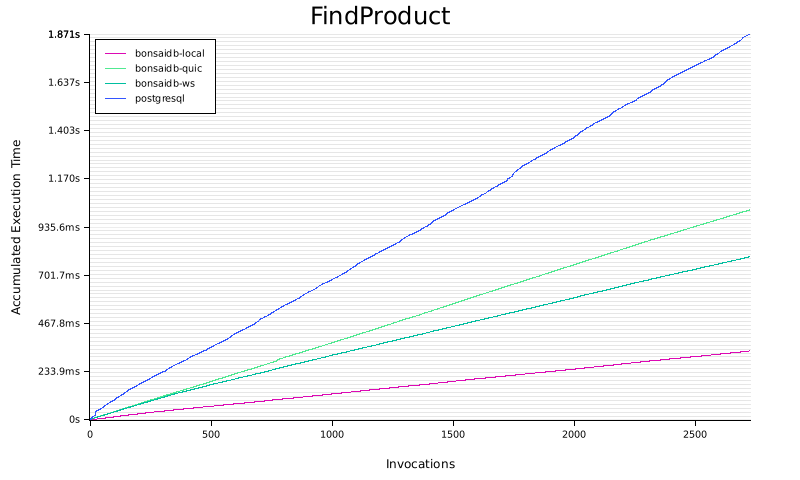 FindProduct
1.871s
1.637s
1.403s
1.170s
935.6ms
701.7ms
467.8ms
233.9ms
0s
Accumulated Execution Time
bonsaidb-local
bonsaidb-quic
bonsaidb-ws
postgresql
0
500
1000
1500
2000
2500
Invocations